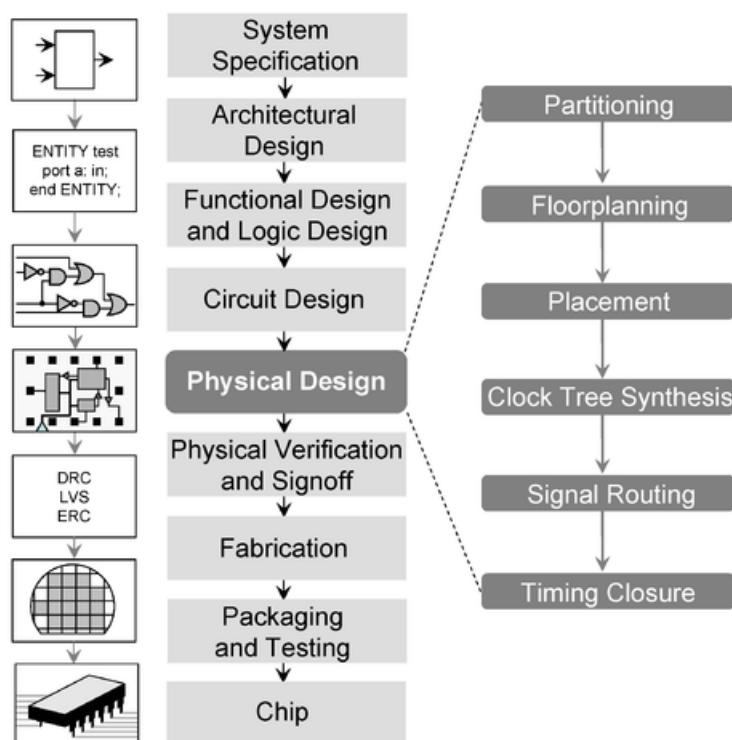 ENTITY test
port a: in;
end ENTITY;
DRC
LVS
ERC
System
Specification
Architectural
Design
Functional Design
and Logic Design
Circuit Design
Physical Design
Physical Verification
and Signoff
Fabrication
Packaging
and Testing
Chip
Partitioning
Floorplanning
Placement
Clock Tree Synthesis
Signal Routing
Timing Closure